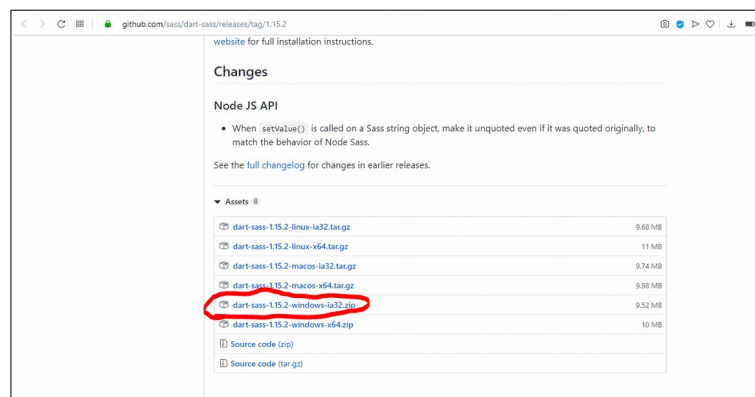 github.com/sass/dart-sass/releases/tag/1.15.2
website for full installation instructions.
Changes
Node JS API
• When setValue() is called on a Sass string object, make it unquoted even if it was quoted originally, to
match the behavior of Node Sass.
See the full changelog for changes in earlier releases.
Assets 8
dart-sass-1.15.2-linux-ia32.tar.gz 9.68 MB
dart-sass-1.15.2-linux-x64.tar.gz 11 MB
dart-sass-1.15.2-macos-ia32.tar.gz 9.74 MB
dart-sass-1.15.2-macos-x64.tar.gz 9.98 MB
dart-sass-1.15.2-windows-ia32.zip 9.52 MB
dart-sass-1.15.2-windows-x64.zip 10 MB
Source code (zip)
Source code (tar.gz)